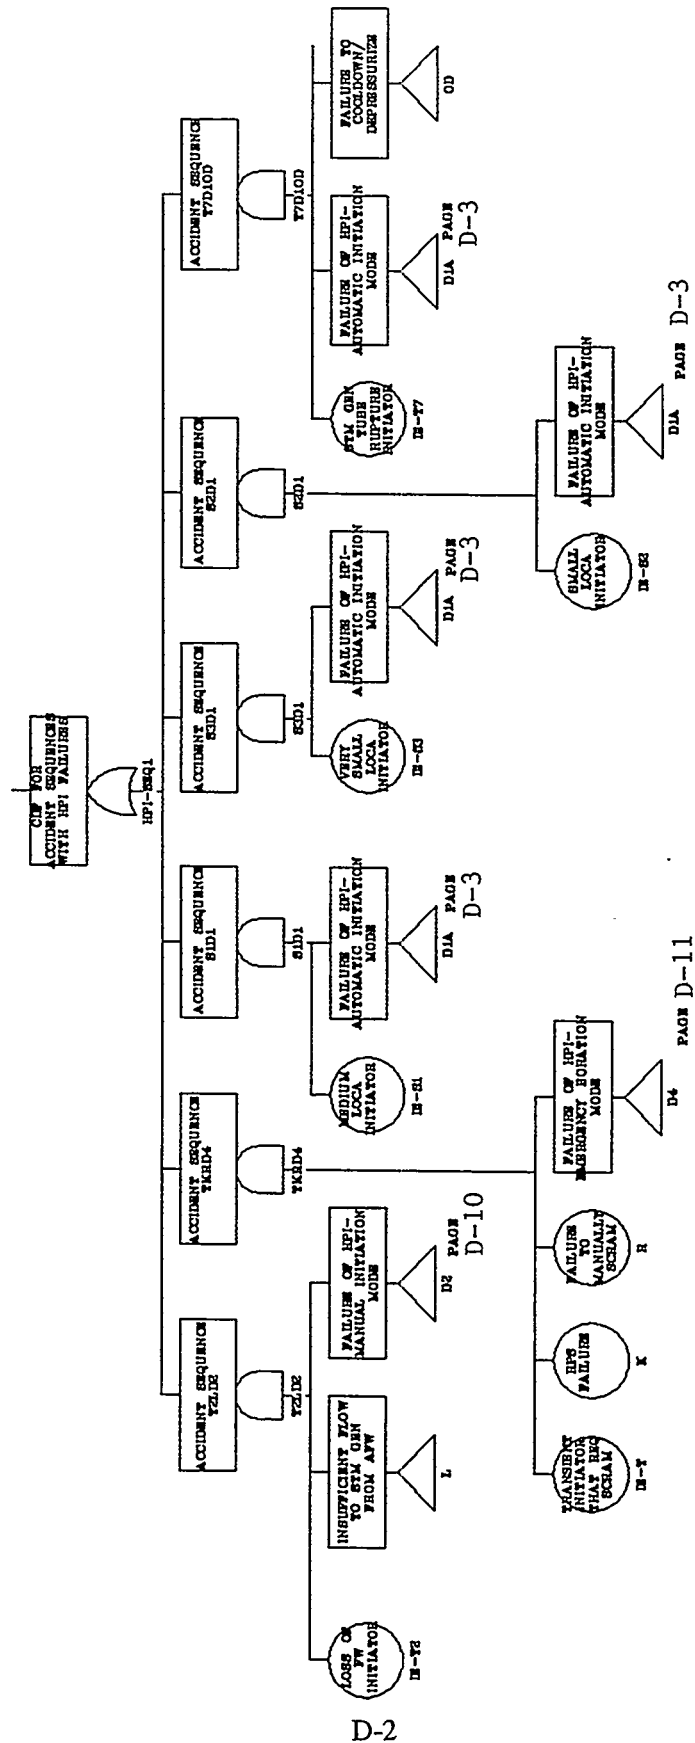 CDF FOR
ACCIDENT SEQUENCES
WITH HPI FAILURES
HPI-SEQ1
ACCIDENT SEQUENCE
T2LD2
T2LD2
LOSS OF
FW
INITIATOR
IE-T2
INSUFFICIENT FLOW
TO STM GEN
FROM AFW
L
FAILURE OF HPI-
MANUAL INITIATION
MODE
D2
PAGE
D-10
ACCIDENT SEQUENCE
TKRD4
TKRD4
TRANSIENT
INITIATOR
THAT REQ
SCRAM
IE-T
RPS
FAILURE
K
FAILURE
TO
MANUALLY
SCRAM
R
FAILURE OF HPI-
EMERGENCY BORATION
MODE
D4
PAGE D-11
ACCIDENT SEQUENCE
S1D1
S1D1
MEDIUM
LOCA
INITIATOR
IE-S1
FAILURE OF HPI-
AUTOMATIC INITIATION
MODE
D1A
PAGE
D-3
ACCIDENT SEQUENCE
S3D1
S3D1
VERY
SMALL
LOCA
INITIATOR
IE-S3
FAILURE OF HPI-
AUTOMATIC INITIATION
MODE
D1A
PAGE
D-3
ACCIDENT SEQUENCE
S2D1
S2D1
SMALL
LOCA
INITIATOR
IE-S2
FAILURE OF HPI-
AUTOMATIC INITIATION
MODE
D1A
PAGE D-3
ACCIDENT SEQUENCE
T7D1OD
T7D1OD
STM GEN
TUBE
RUPTURE
INITIATOR
IE-T7
FAILURE OF HPI-
AUTOMATIC INITIATION
MODE
D1A
PAGE
D-3
FAILURE TO
COOLDOWN/
DEPRESSURIZE
OD
D-2